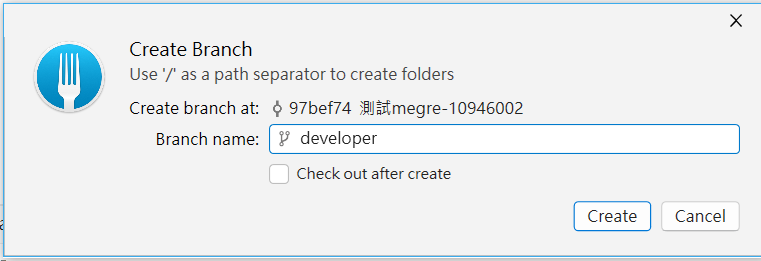 Create Branch
Use '/' as a path separator to create folders
Create branch at: 97bef74 測試megre-10946002
Branch name: developer
Check out after create
Create Cancel